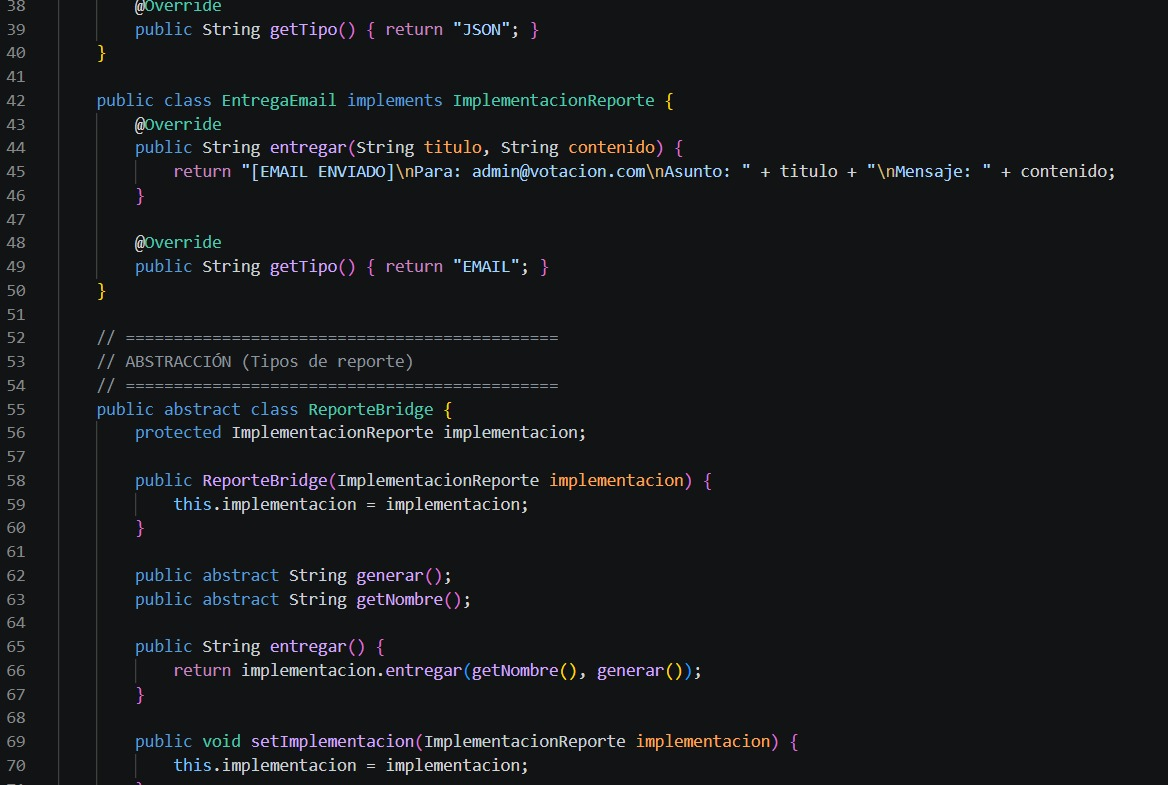 38 @Override
39 public String getTipo() { return "JSON"; }
40 }
41
42 public class EntregaEmail implements ImplementacionReporte {
43 @Override
44 public String entregar(String titulo, String contenido) {
45 return "[EMAIL ENVIADO]\nPara: admin@votacion.com\nAsunto: " + titulo + "\nMensaje: " + contenido;
46 }
47
48 @Override
49 public String getTipo() { return "EMAIL"; }
50 }
51
52 // =============================================
53 // ABSTRACCIÓN (Tipos de reporte)
54 // =============================================
55 public abstract class ReporteBridge {
56 protected ImplementacionReporte implementacion;
57
58 public ReporteBridge(ImplementacionReporte implementacion) {
59 this.implementacion = implementacion;
60 }
61
62 public abstract String generar();
63 public abstract String getNombre();
64
65 public String entregar() {
66 return implementacion.entregar(getNombre(), generar());
67 }
68
69 public void setImplementacion(ImplementacionReporte implementacion) {
70 this.implementacion = implementacion;